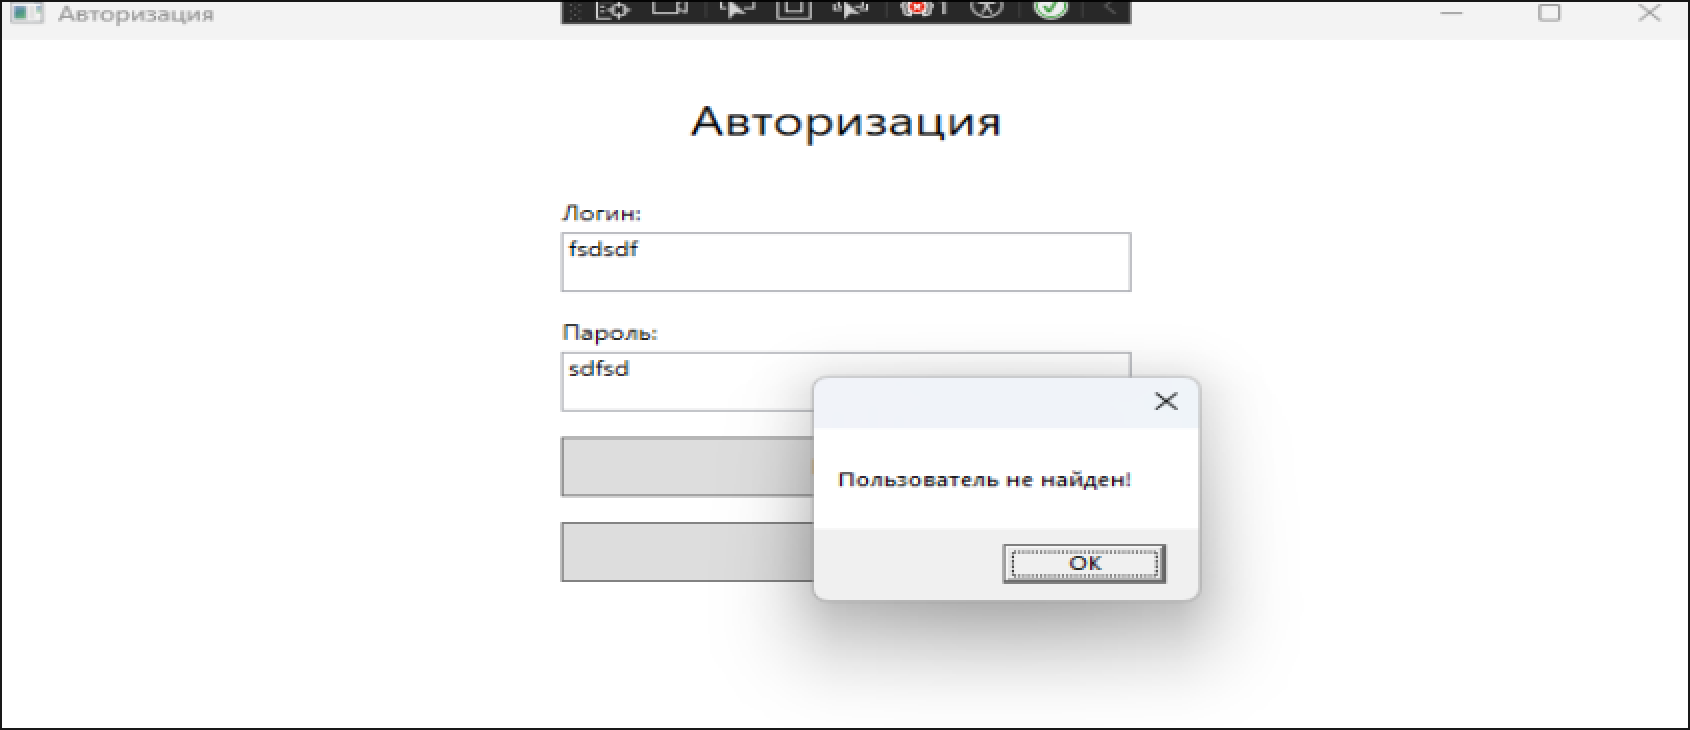 Авторизация
Авторизация
Логин:
fsdsdf
Пароль:
sdfsd
Пользователь не найден!
OK